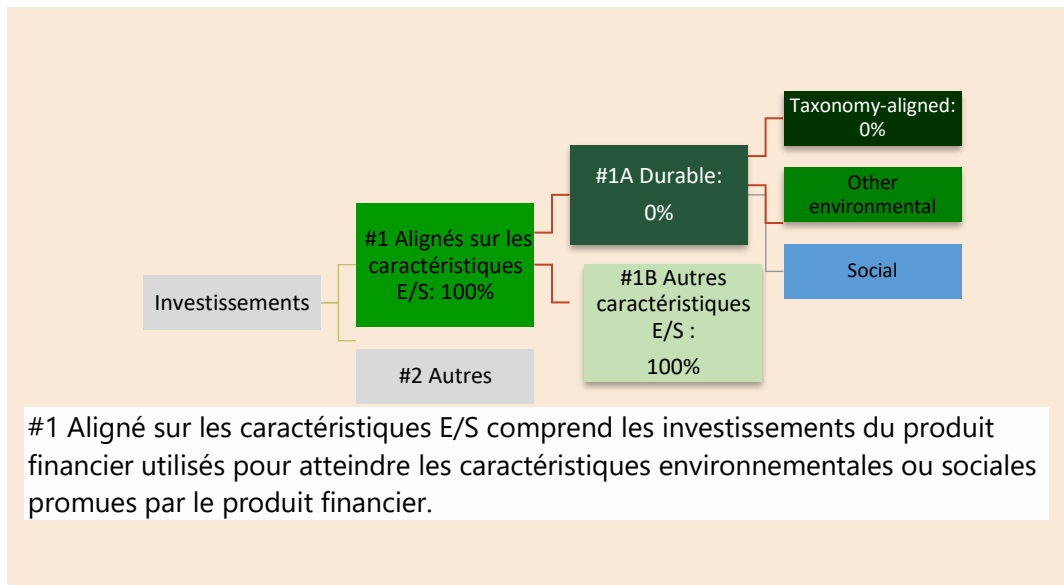 Investissements
#1 Alignés sur les
caractéristiques
E/S: 100%
#2 Autres
#1A Durable:
0%
#1B Autres
caractéristiques
E/S :
100%
Taxonomy-aligned:
0%
Other
environmental
Social
#1 Aligné sur les caractéristiques E/S comprend les investissements du produit
financier utilisés pour atteindre les caractéristiques environnementales ou sociales
promues par le produit financier.